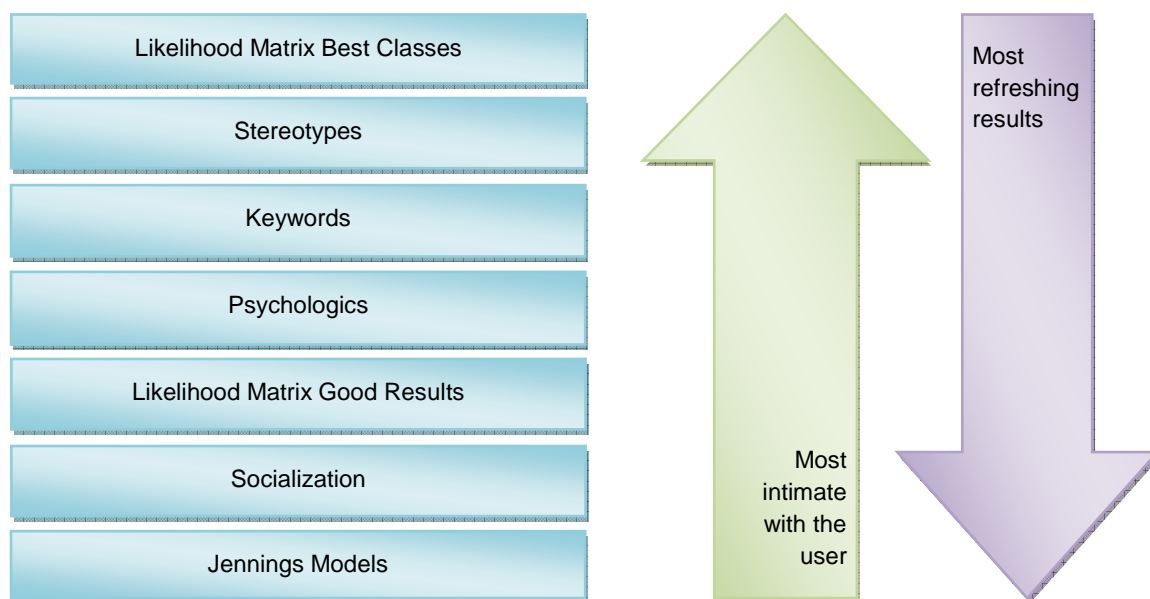 Likelihood Matrix Best Classes
Stereotypes
Keywords
Psychologics
Likelihood Matrix Good Results
Socialization
Jennings Models
Most
intimate
with the
user
Most
refreshing
results